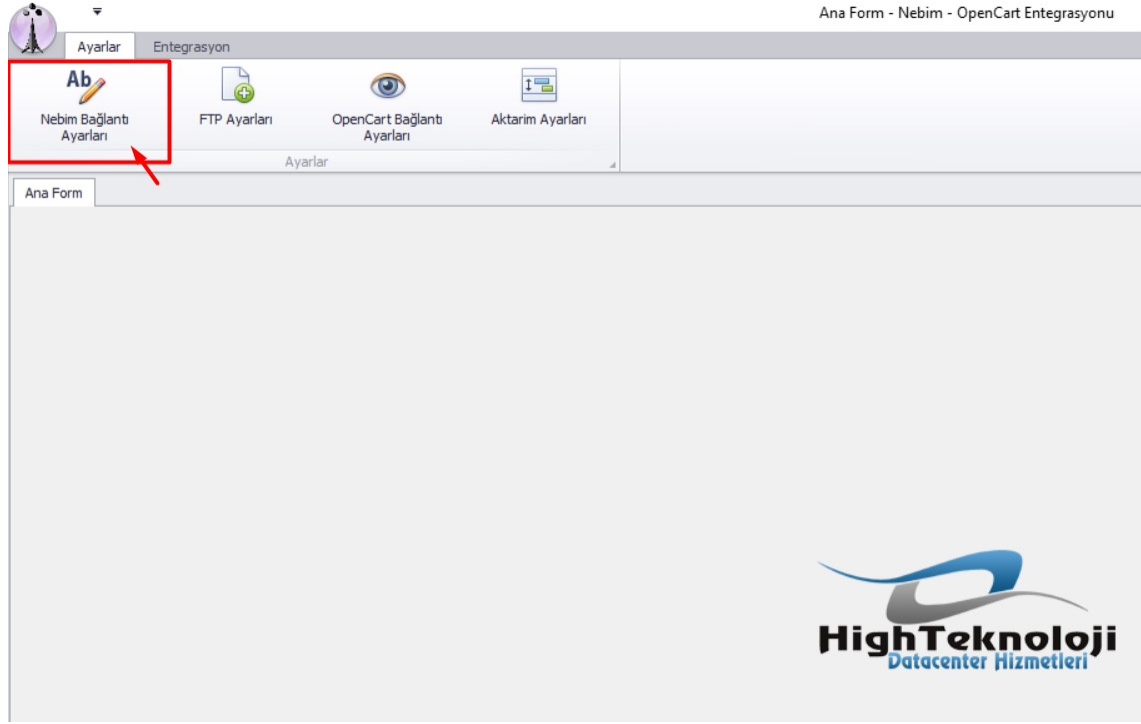 Ana Form - Nebim - OpenCart Entegrasyonu
Ayarlar
Entegrasyon
Ab
Nebim Bağlantı
Ayarları
FTP Ayarları
OpenCart Bağlantı
Ayarları
Aktarim Ayarları
Ayarlar
Ana Form
HighTeknoloji
Datacenter Hizmetleri